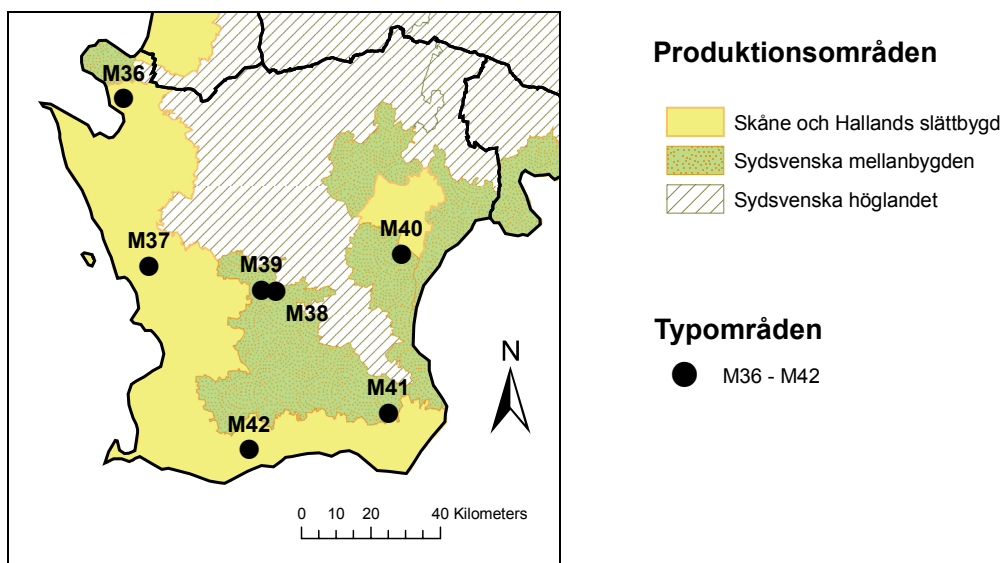 M36
M37
M39
M38
M40
M41
M42
N
0 10 20 40 Kilometers
Produktionsområden
Skåne och Hallands slättbygd
Sydsvenska mellanbygden
Sydsvenska höglandet
Typområden
M36 - M42